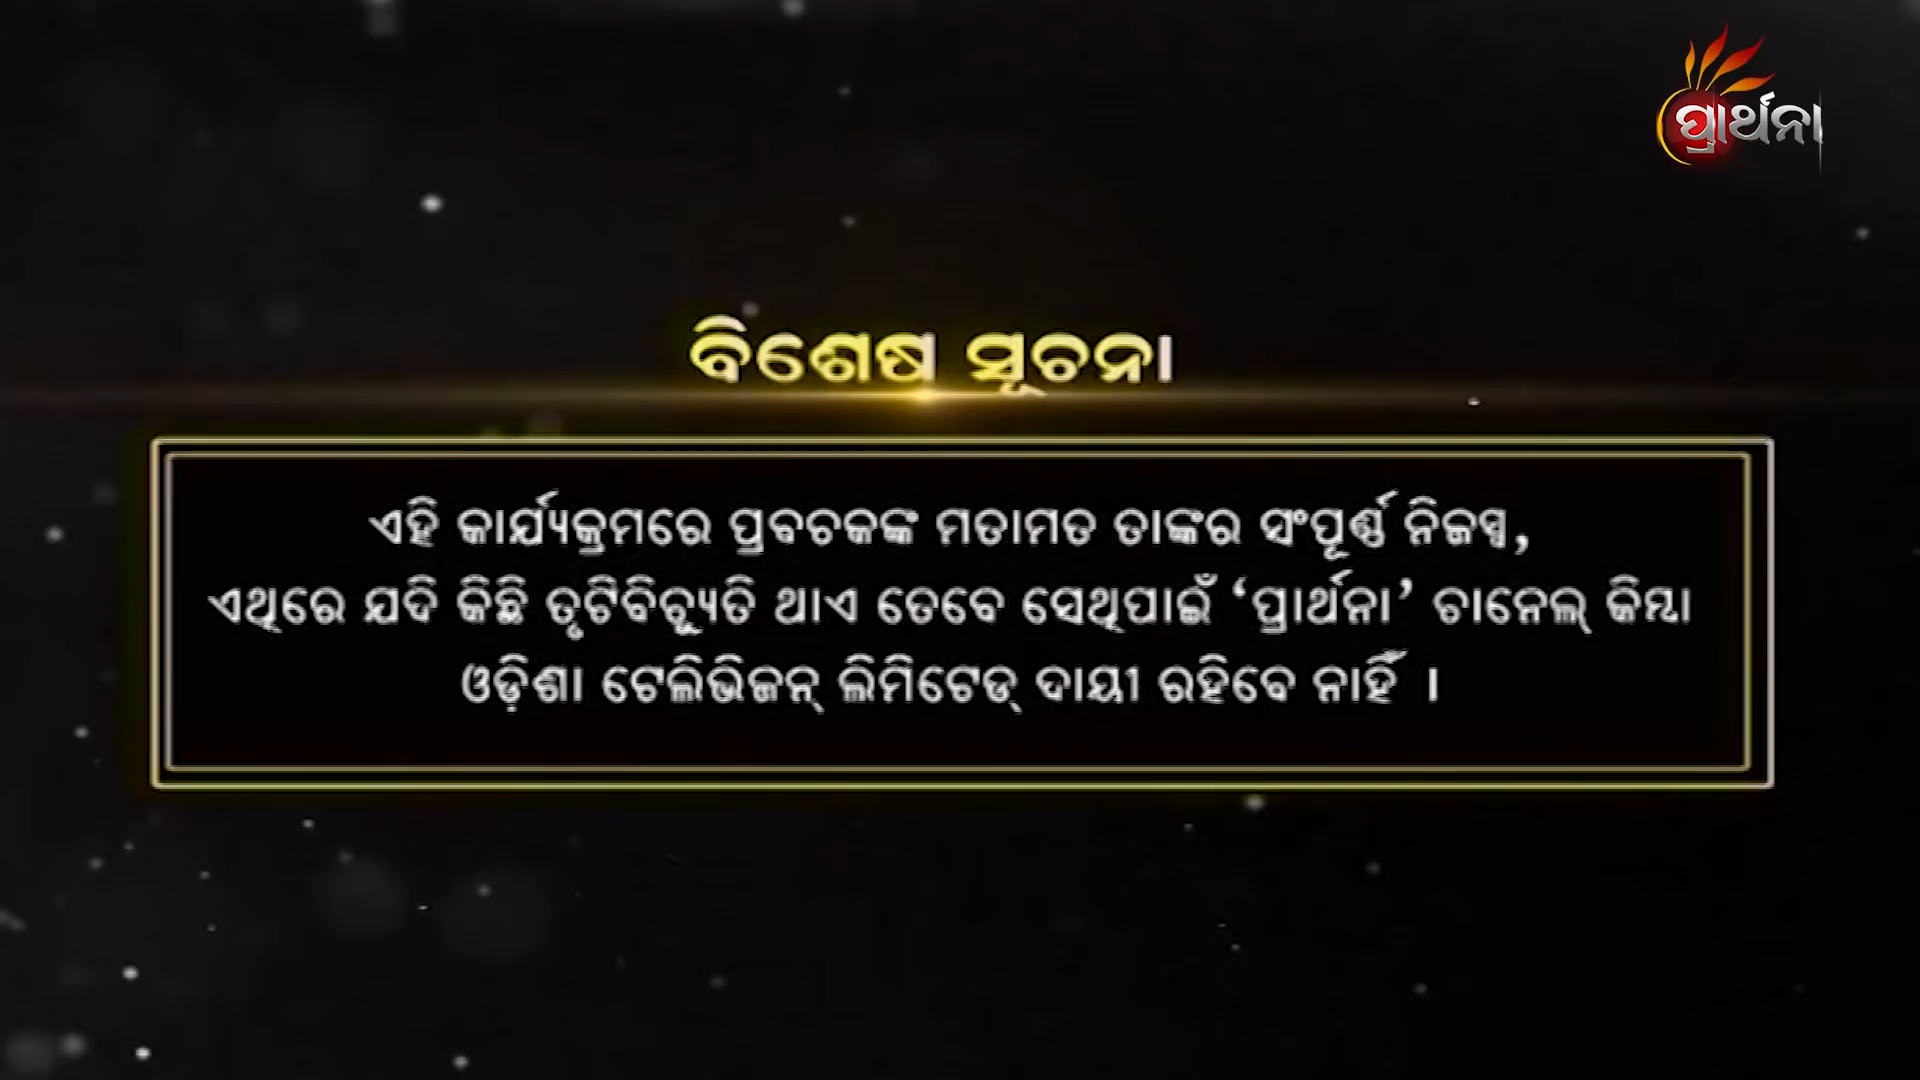 ପ୍ରାର୍ଥନା
ବିଶେଷ ସୂଚନା
ଏହି କାର୍ଯ୍ୟକ୍ରମରେ ପ୍ରବଚକଙ୍କ ମତାମତ ତାଙ୍କର ସଂପୂର୍ଣ୍ଣ ନିଜସ୍ୱ,
ଏଥିରେ ଯଦି କିଛି ତୃଟିବିଚ୍ୟୁତି ଥାଏ ତେବେ ସେଥିପାଇଁ ‘ପ୍ରାର୍ଥନା’ ଚାନେଲ୍ କିମ୍ବା
ଓଡ଼ିଶା ଟେଲିଭିଜନ୍ ଲିମିଟେଡ୍ ଦାୟୀ ରହିବେ ନାହିଁ ।